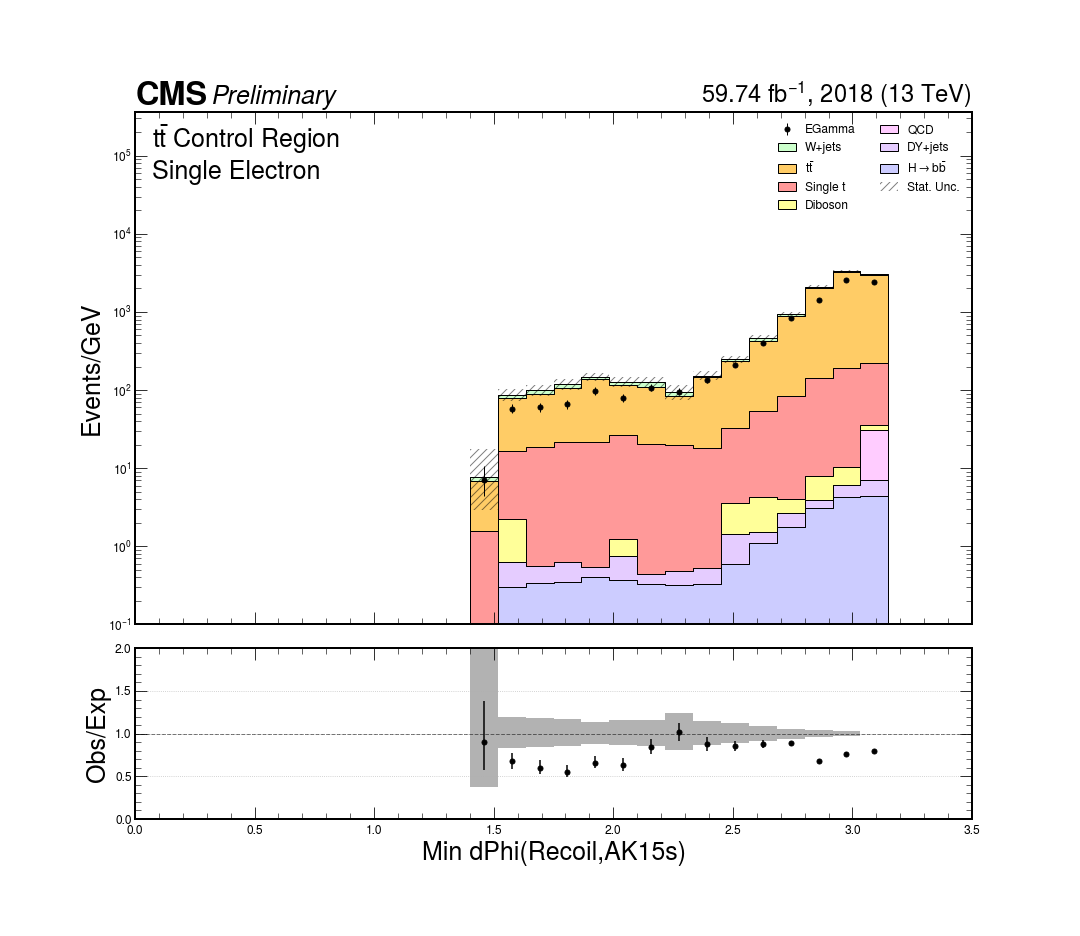 CMS Preliminary 59.74 fb⁻¹, 2018 (13 TeV)
tt̄ Control Region
Single Electron
EGamma
W+jets
tt̄
Single t
Diboson
QCD
DY+jets
H→bb̄
Stat. Unc.
Events/GeV
10⁵
10⁴
10³
10²
10¹
10⁰
10⁻¹
Obs/Exp
2.0
1.5
1.0
0.5
0.0
0.0 0.5 1.0 1.5 2.0 2.5 3.0 3.5
Min dPhi(Recoil,AK15s)